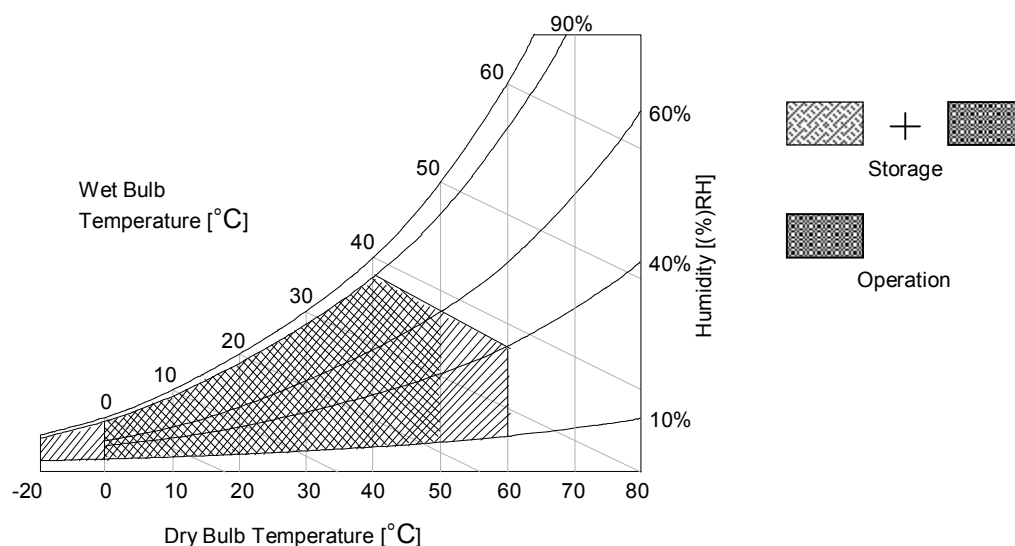 90%
60
60%
50
Wet Bulb
Temperature [°C]
40
40%
30
20
10
0
10%
Humidity [(%)RH]
-20 0 10 20 30 40 50 60 70 80
Dry Bulb Temperature [°C]
+
Storage
Operation